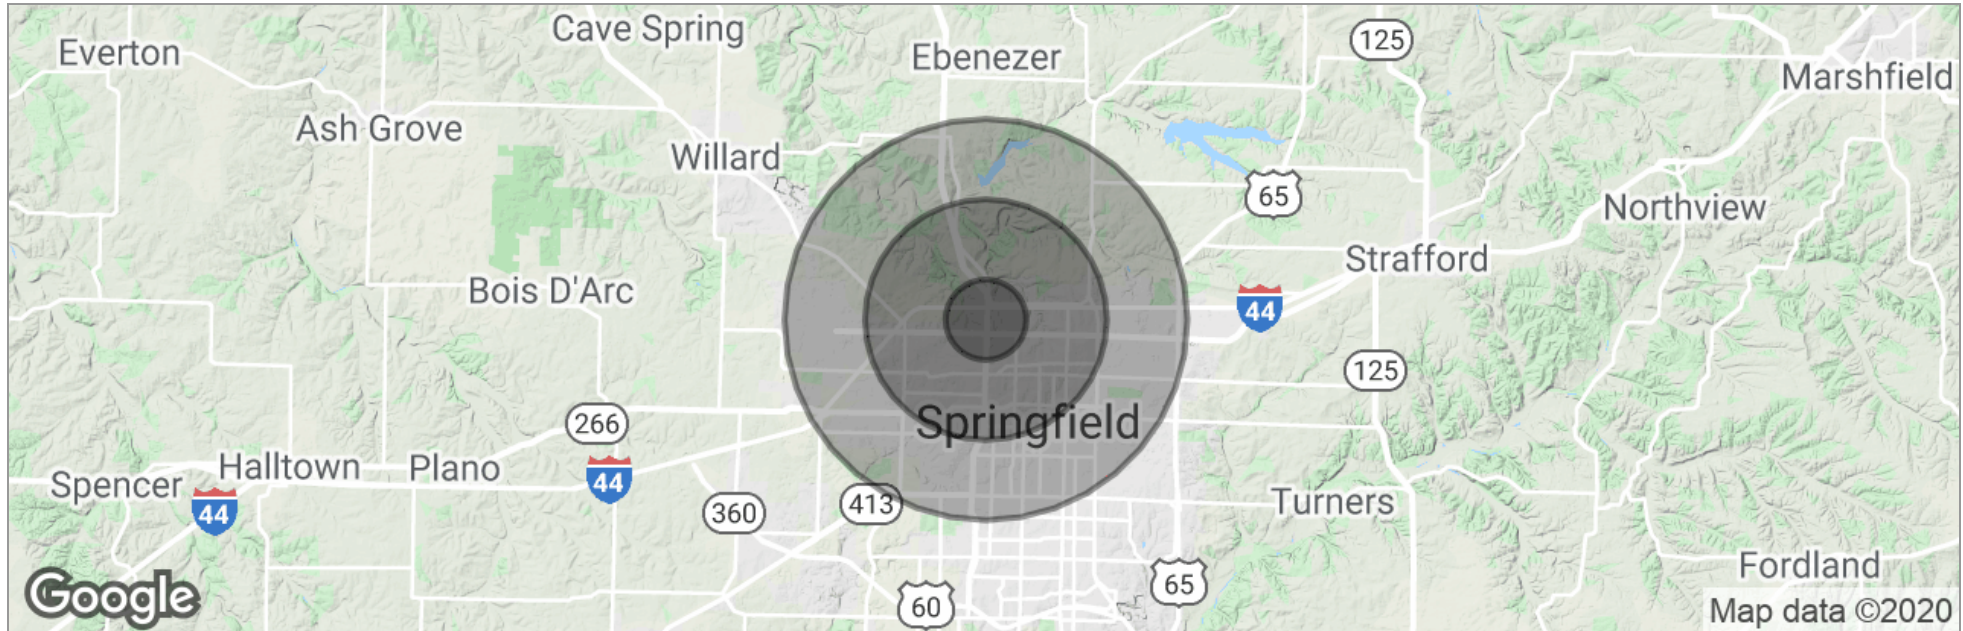 Cave Spring
125
Everton
Ebenezer
Marshfield
Ash Grove
Willard
65
Northview
Strafford
Bois D'Arc
44
125
266
Springfield
Halltown
Plano
Spencer
44
44
360
413
Turners
65
Fordland
Google
60
Map data ©2020